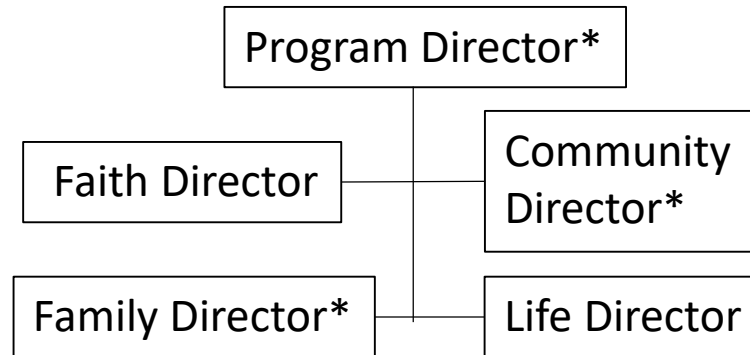 Program Director*
Faith Director
Community
Director*
Family Director*
Life Director